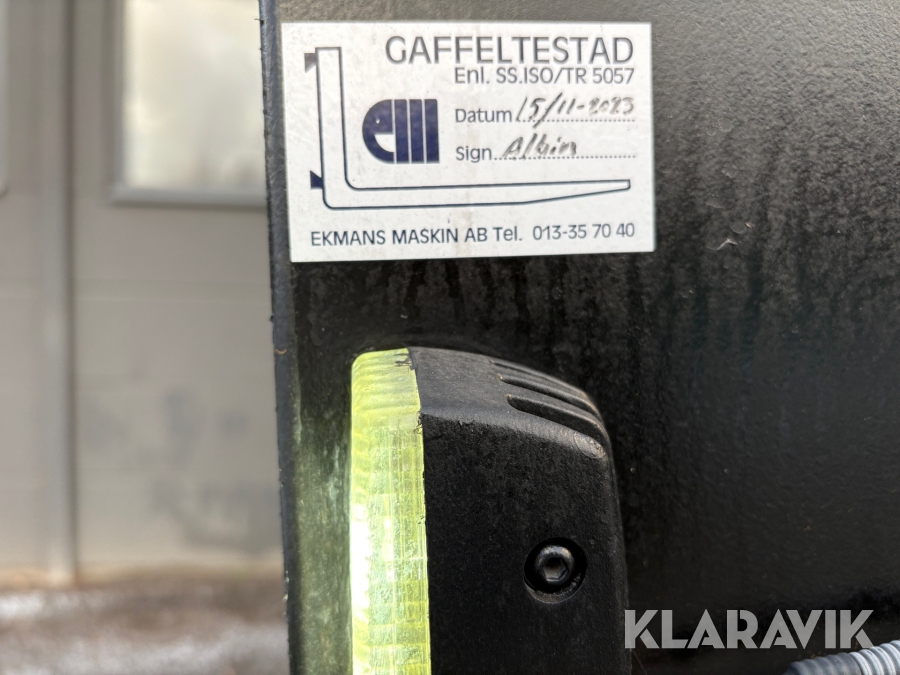 GAFFELTESTAD
Enl. SS.ISO/TR 5057
em
Datum 15/11-2023
Sign. Albin
EKMANS MASKIN AB Tel. 013-35 70 40
KLARAVIK